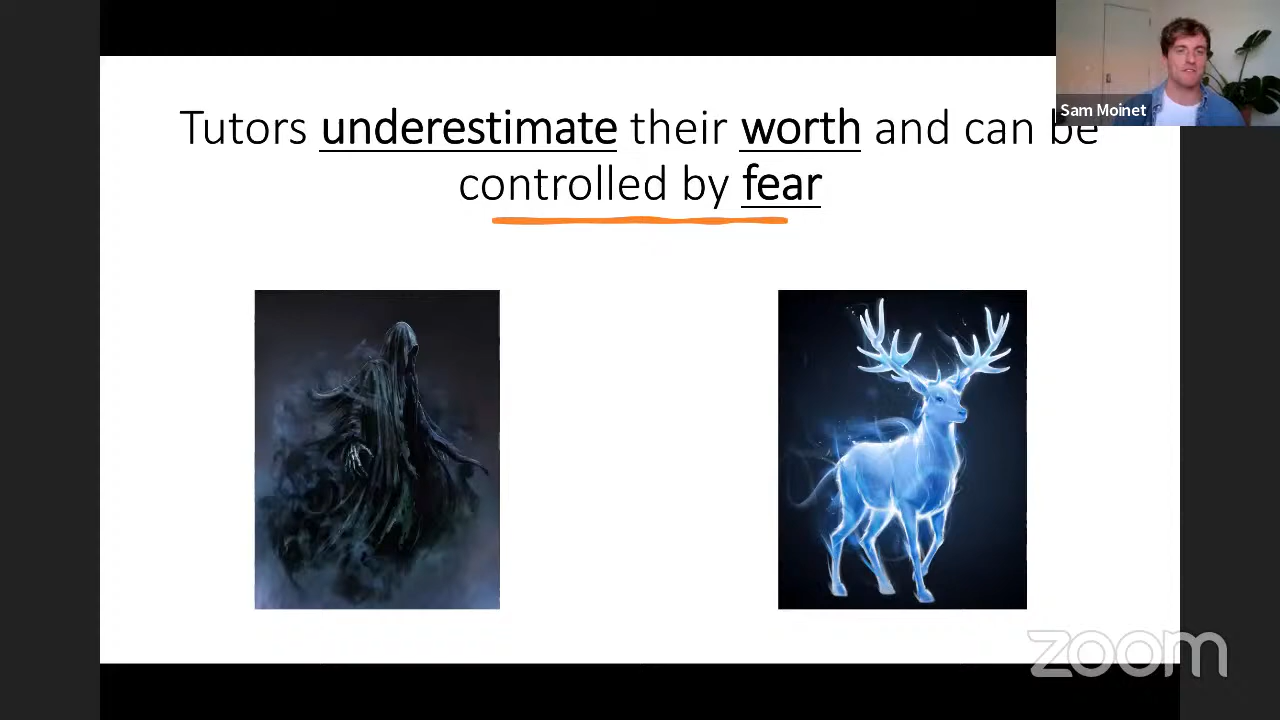 Tutors underestimate their worth and can be
controlled by fear
Sam Moinet
zoom